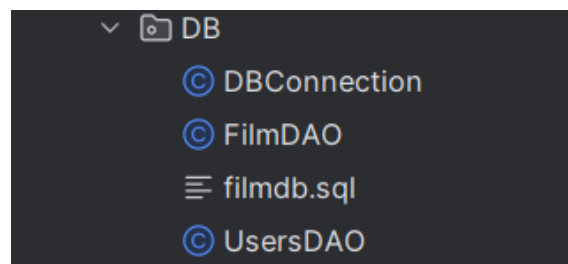 DB
DBConnection
FilmDAO
filmdb.sql
UsersDAO